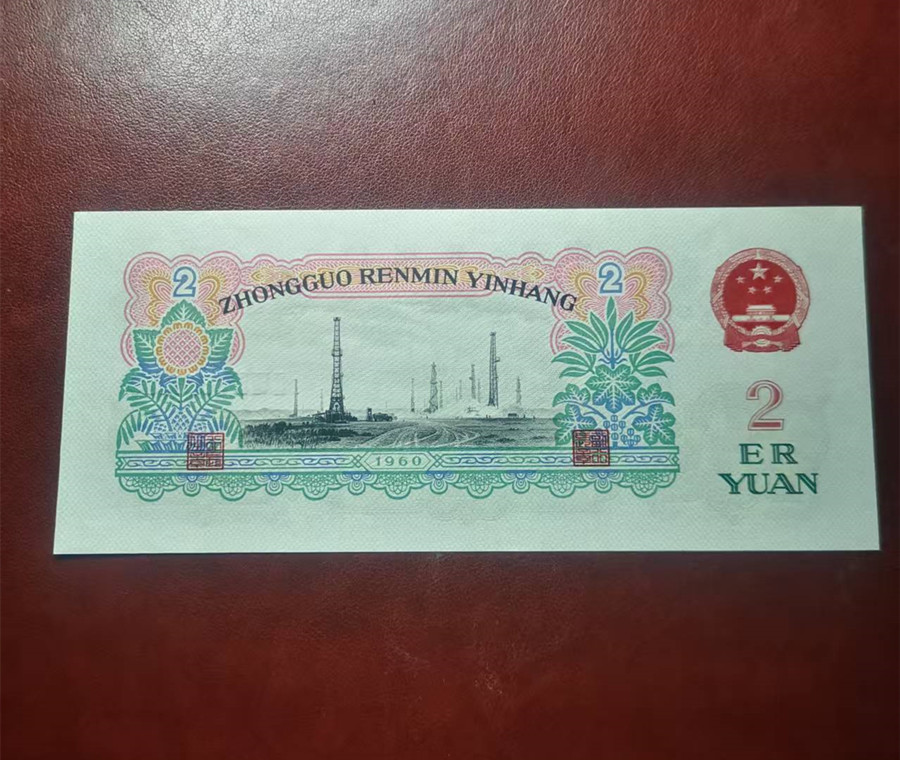 2
ZHONGGUO RENMIN YINHANG
2
1960
2
ER
YUAN